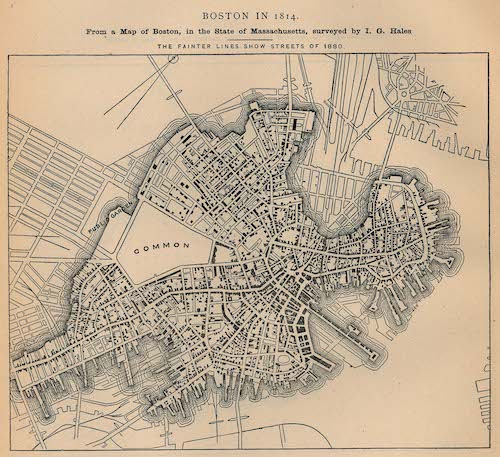 BOSTON IN 1814.
From a Map of Boston, in the State of Massachusetts, surveyed by I. G. Hales
THE FAINTER LINES SHOW STREETS OF 1880.
PUBLIC GARDEN
COMMON